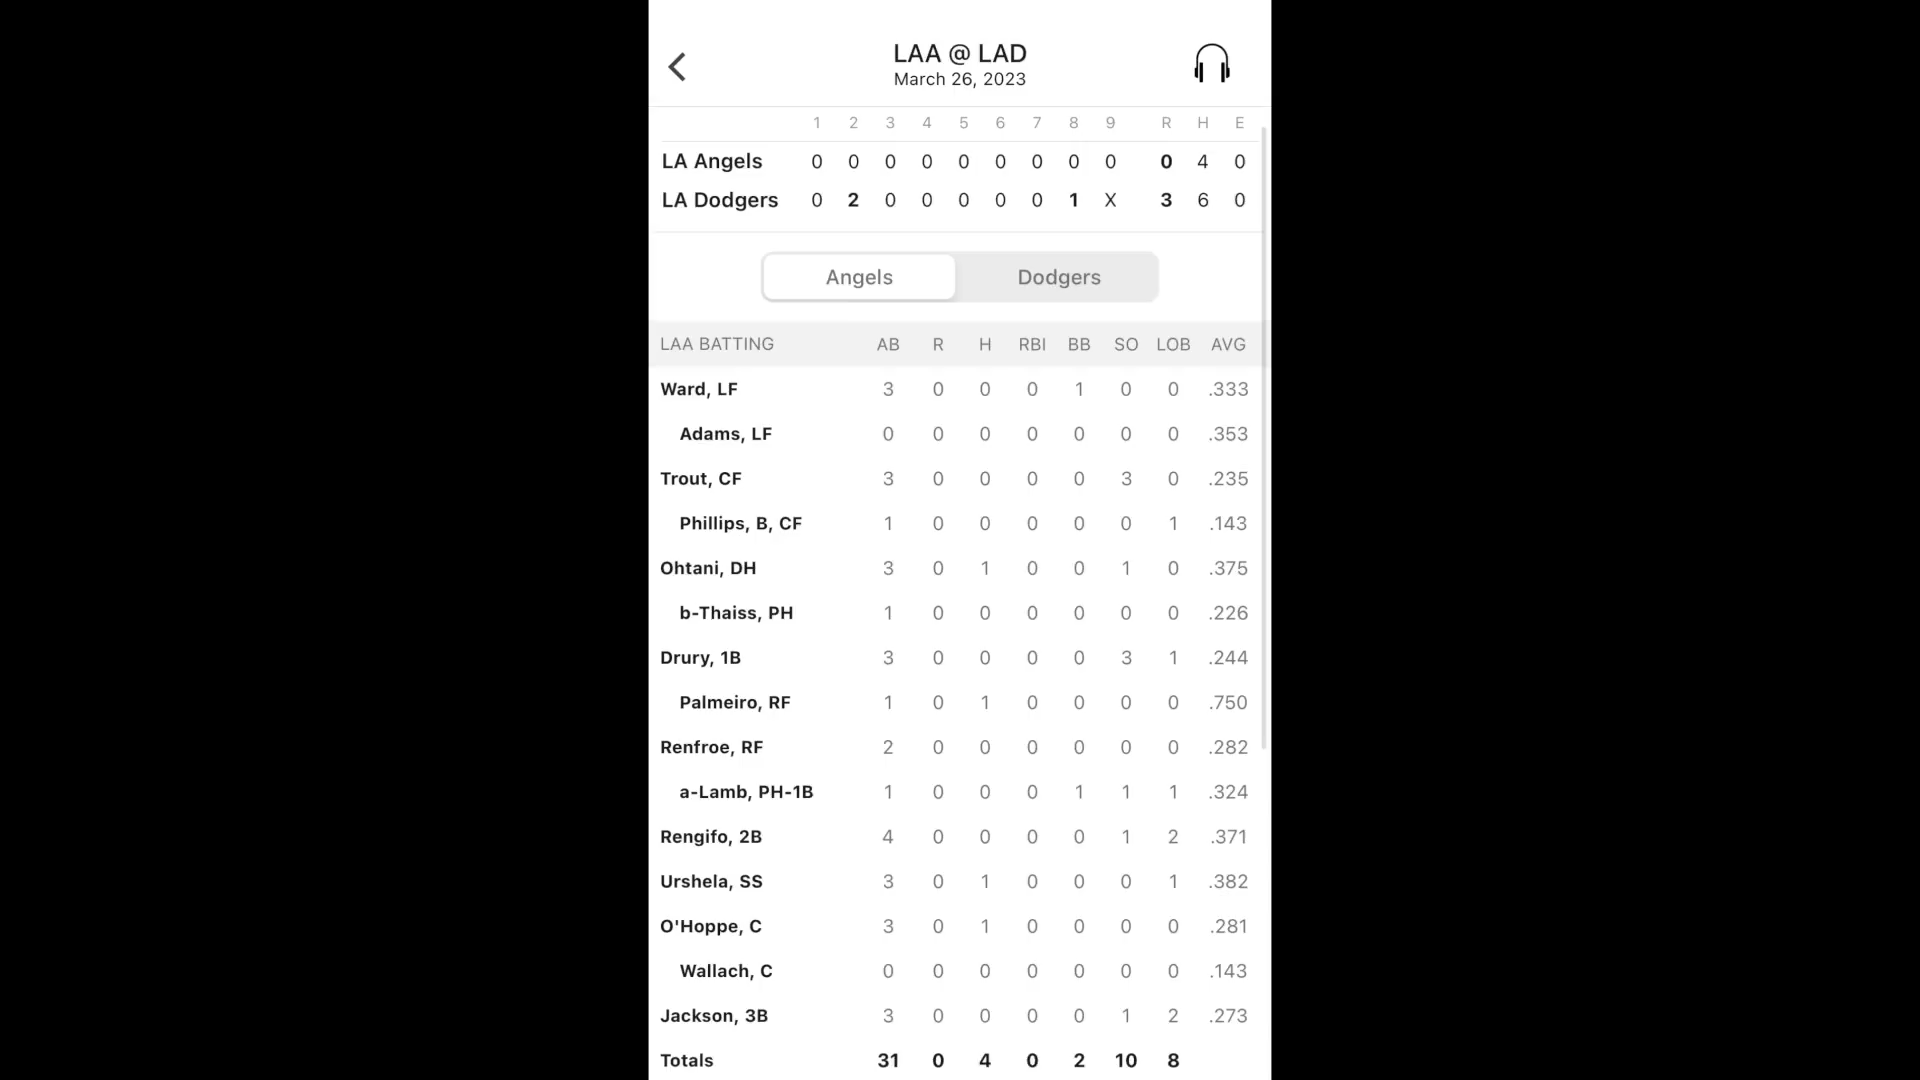 LAA @ LAD
March 26, 2023
1 2 3 4 5 6 7 8 9 R H E
LA Angels 0 0 0 0 0 0 0 0 0 0 4 0
LA Dodgers 0 2 0 0 0 0 0 1 X 3 6 0
Angels Dodgers
LAA BATTING AB R H RBI BB SO LOB AVG
Ward, LF 3 0 0 0 1 0 0 .333
Adams, LF 0 0 0 0 0 0 0 .353
Trout, CF 3 0 0 0 0 3 0 .235
Phillips, B, CF 1 0 0 0 0 0 1 .143
Ohtani, DH 3 0 1 0 0 1 0 .375
b-Thaiss, PH 1 0 0 0 0 0 0 .226
Drury, 1B 3 0 0 0 0 3 1 .244
Palmeiro, RF 1 0 1 0 0 0 0 .750
Renfroe, RF 2 0 0 0 0 0 0 .282
a-Lamb, PH-1B 1 0 0 0 1 1 1 .324
Rengifo, 2B 4 0 0 0 0 1 2 .371
Urshela, SS 3 0 1 0 0 0 1 .382
O'Hoppe, C 3 0 1 0 0 0 0 .281
Wallach, C 0 0 0 0 0 0 0 .143
Jackson, 3B 3 0 0 0 0 1 2 .273
Totals 31 0 4 0 2 10 8